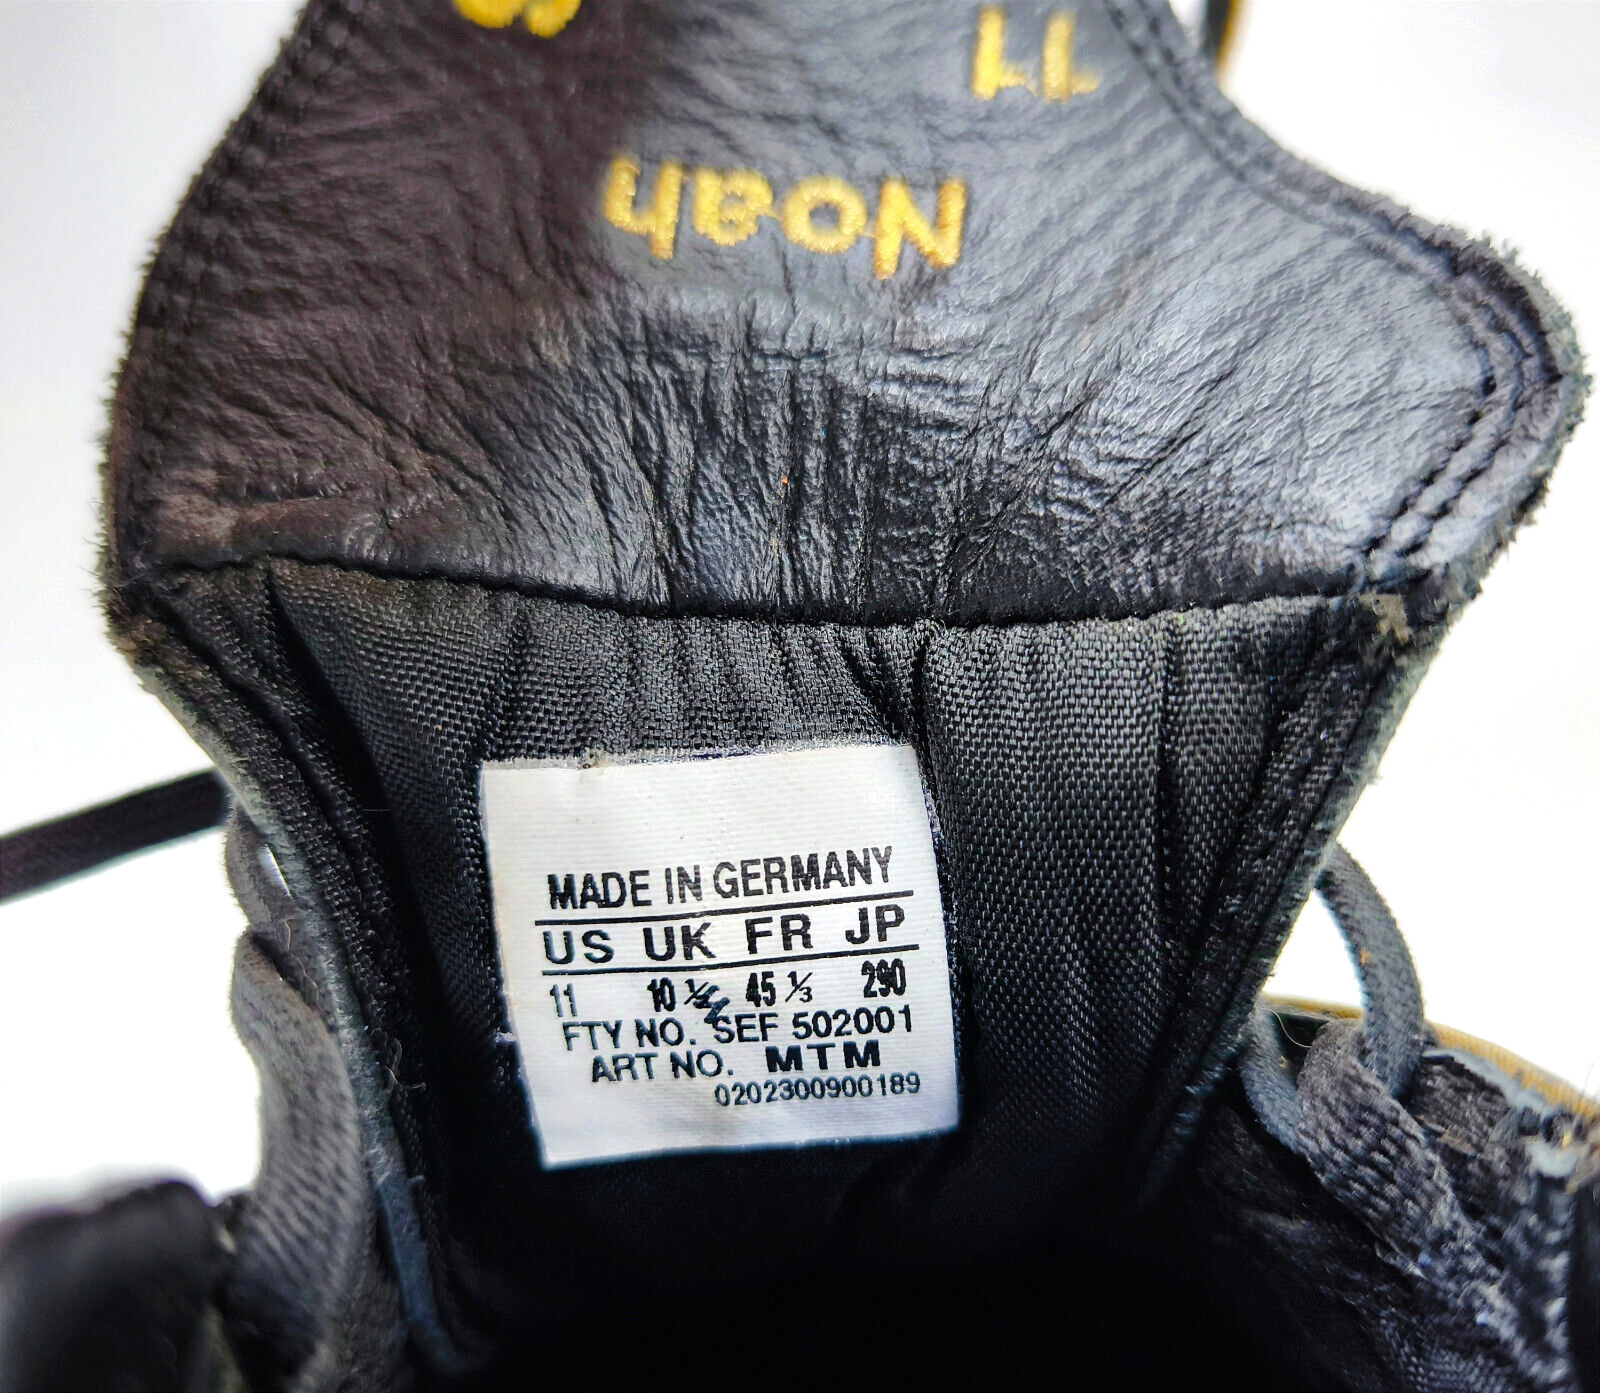 11
Noah
MADE IN GERMANY
US UK FR JP
11 10 ½ 45 ⅓ 290
FTY NO. SEF 502001
ART NO. MTM
0202300900189